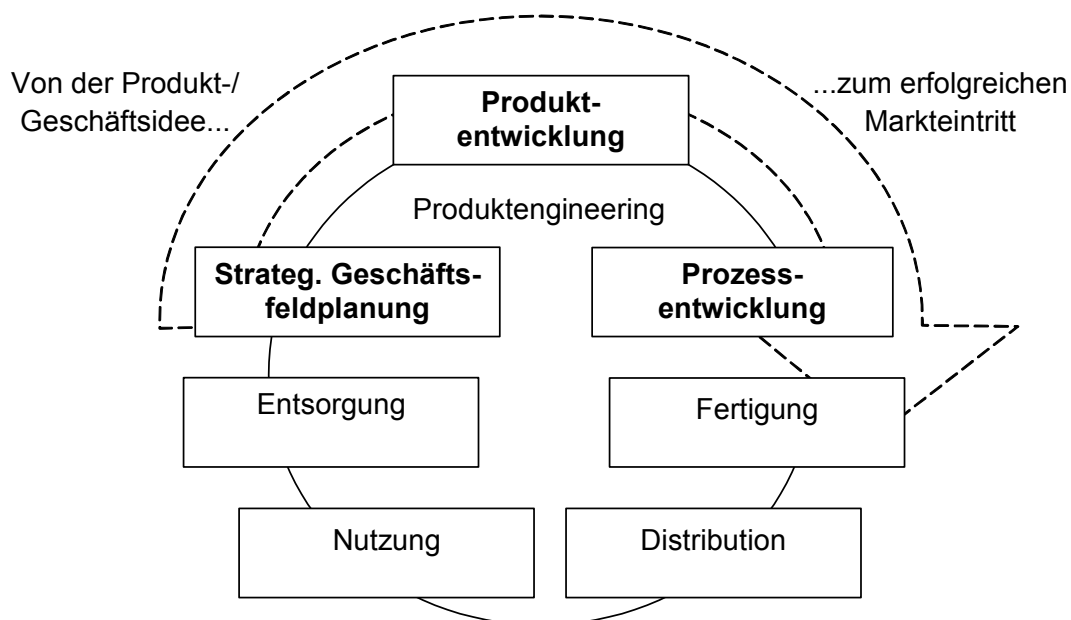 Von der Produkt-/
Geschäftsidee...
Produkt-
entwicklung
...zum erfolgreichen
Markteintritt
Produktengineering
Strateg. Geschäfts-
feldplanung
Prozess-
entwicklung
Entsorgung
Fertigung
Nutzung
Distribution